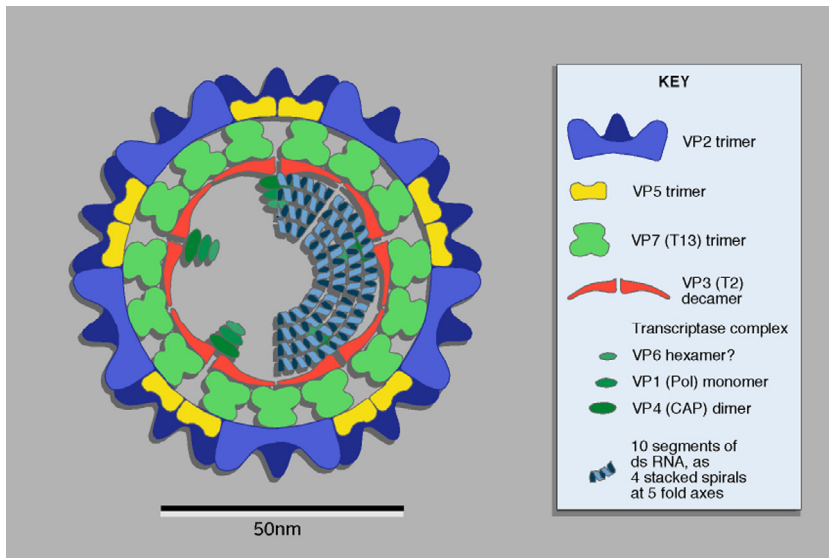 KEY
VP2 trimer
VP5 trimer
VP7 (T13) trimer
VP3 (T2)
decamer
Transcriptase complex
VP6 hexamer?
VP1 (Pol) monomer
VP4 (CAP) dimer
10 segments of
ds RNA, as
4 stacked spirals
at 5 fold axes
50nm